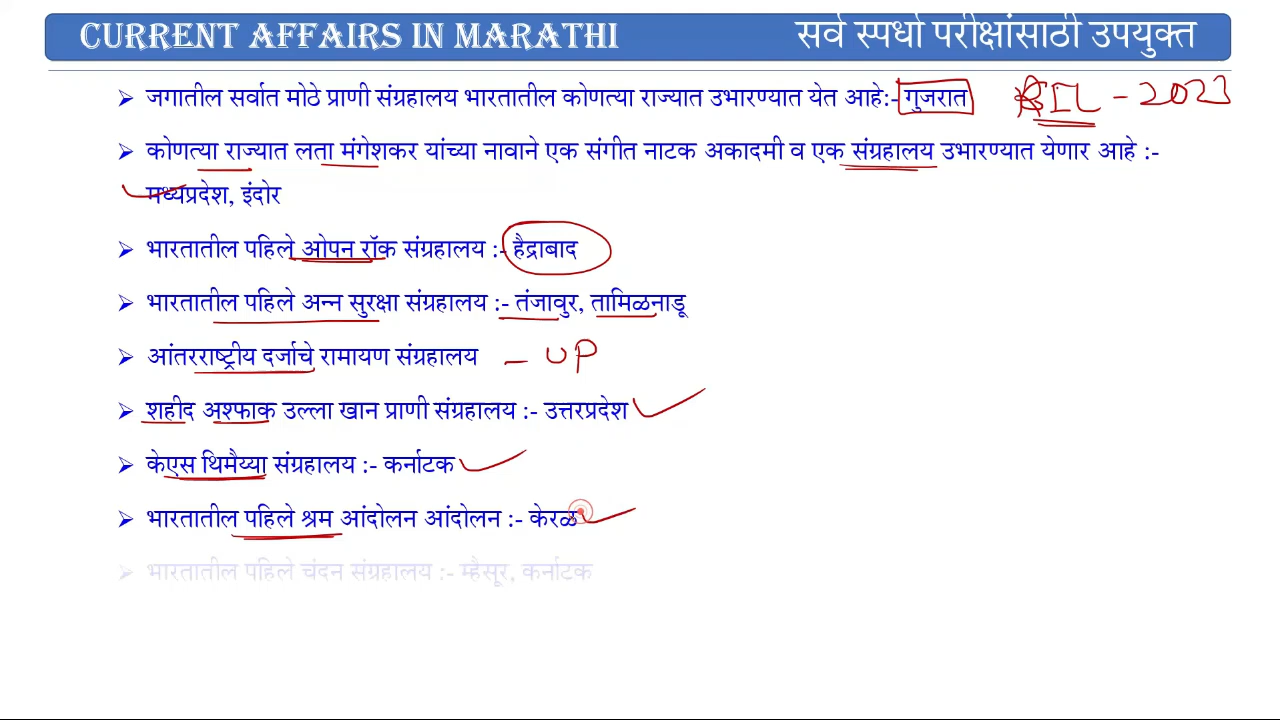 CURRENT AFFAIRS IN MARATHI सर्व स्पर्धा परीक्षांसाठी उपयुक्त
जगातील सर्वात मोठे प्राणी संग्रहालय भारतातील कोणत्या राज्यात उभारण्यात येत आहे:- गुजरात RIL - 2023
कोणत्या राज्यात लता मंगेशकर यांच्या नावाने एक संगीत नाटक अकादमी व एक संग्रहालय उभारण्यात येणार आहे :-
मध्यप्रदेश, इंदोर
भारतातील पहिले ओपन रॉक संग्रहालय :- हैद्राबाद
भारतातील पहिले अन्न सुरक्षा संग्रहालय :- तंजावुर, तामिळनाडू
आंतरराष्ट्रीय दर्जाचे रामायण संग्रहालय - UP
शहीद अश्फाक उल्ला खान प्राणी संग्रहालय :- उत्तरप्रदेश
केएस थिमैय्या संग्रहालय :- कर्नाटक
भारतातील पहिले श्रम आंदोलन आंदोलन :- केरळ
भारतातील पहिले चंदन संग्रहालय :- म्हैसूर, कर्नाटक